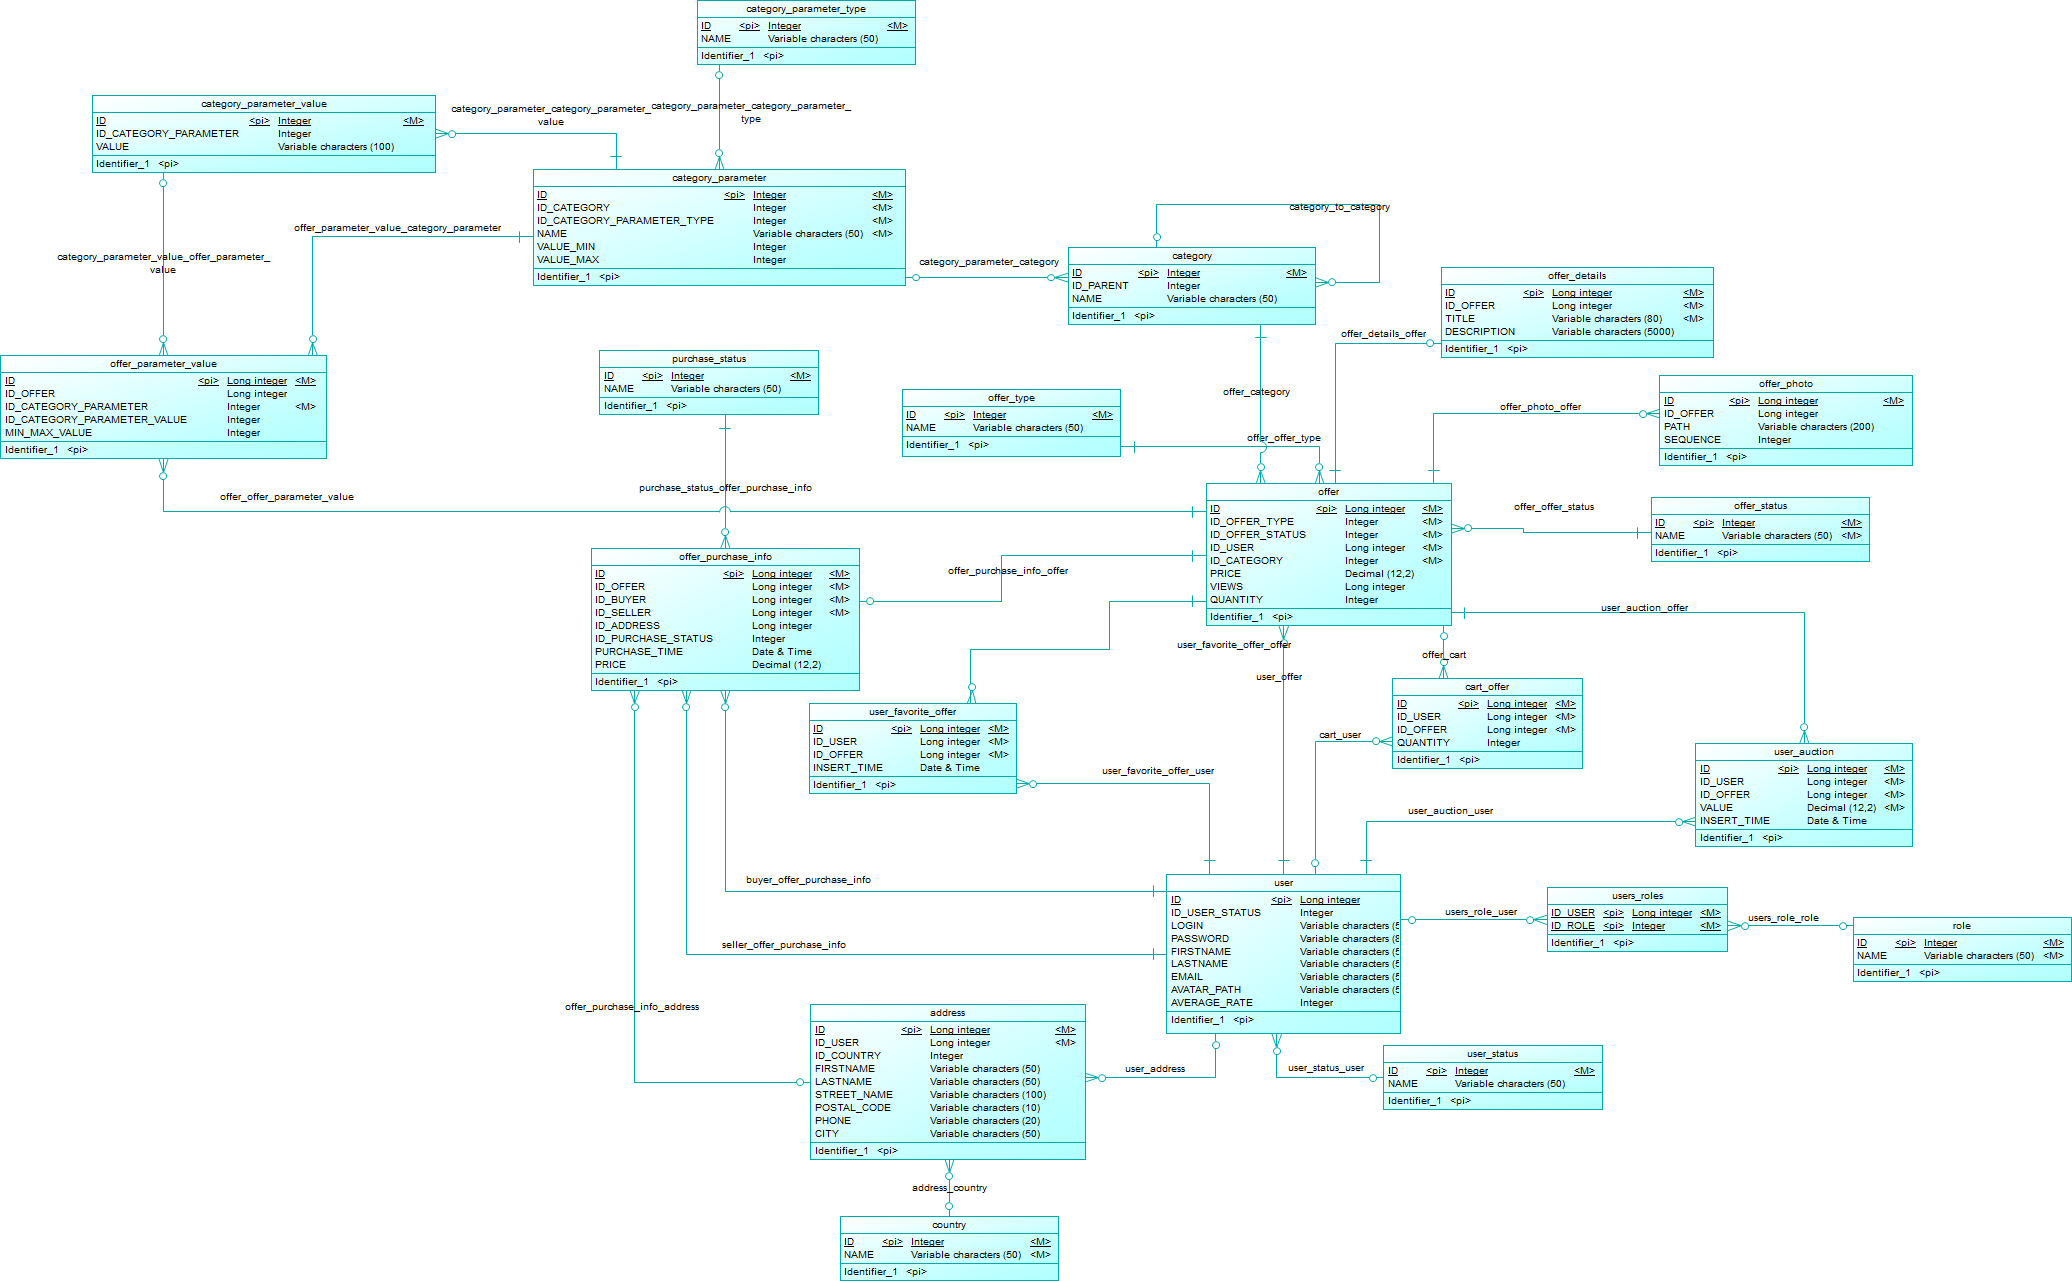 category_parameter_type
ID <pi> Integer <M>
NAME Variable characters (50)
Identifier_1 <pi>
category_parameter_value
ID <pi> Integer <M>
ID_CATEGORY_PARAMETER Integer
VALUE Variable characters (100)
Identifier_1 <pi>
category_parameter_category_parameter_
value
category_parameter_category_parameter_
type
category_parameter
ID <pi> Integer <M>
ID_CATEGORY Integer <M>
ID_CATEGORY_PARAMETER_TYPE Integer <M>
NAME Variable characters (50) <M>
VALUE_MIN Integer
VALUE_MAX Integer
Identifier_1 <pi>
offer_parameter_value_category_parameter
category_parameter_value_offer_parameter_
value
category_to_category
category_parameter_category
category
ID <pi> Integer <M>
ID_PARENT Integer
NAME Variable characters (50)
Identifier_1 <pi>
offer_details
ID <pi> Long integer <M>
ID_OFFER Long integer <M>
TITLE Variable characters (80) <M>
DESCRIPTION Variable characters (5000)
Identifier_1 <pi>
offer_details_offer
offer_parameter_value
ID <pi> Long integer <M>
ID_OFFER Long integer
ID_CATEGORY_PARAMETER Integer <M>
ID_CATEGORY_PARAMETER_VALUE Integer
MIN_MAX_VALUE Integer
Identifier_1 <pi>
purchase_status
ID <pi> Integer <M>
NAME Variable characters (50)
Identifier_1 <pi>
offer_type
ID <pi> Integer <M>
NAME Variable characters (50)
Identifier_1 <pi>
offer_category
offer_offer_type
offer_photo
ID <pi> Long integer <M>
ID_OFFER Long integer
PATH Variable characters (200)
SEQUENCE Integer
Identifier_1 <pi>
offer_photo_offer
offer_offer_parameter_value
purchase_status_offer_purchase_info
offer
ID <pi> Long integer <M>
ID_OFFER_TYPE Integer <M>
ID_OFFER_STATUS Integer <M>
ID_USER Long integer <M>
ID_CATEGORY Integer <M>
PRICE Decimal (12,2)
VIEWS Long integer
QUANTITY Integer
Identifier_1 <pi>
offer_offer_status
offer_status
ID <pi> Integer <M>
NAME Variable characters (50) <M>
Identifier_1 <pi>
offer_purchase_info
ID <pi> Long integer <M>
ID_OFFER Long integer <M>
ID_BUYER Long integer <M>
ID_SELLER Long integer <M>
ID_ADDRESS Long integer
ID_PURCHASE_STATUS Integer
PURCHASE_TIME Date & Time
PRICE Decimal (12,2)
Identifier_1 <pi>
offer_purchase_info_offer
user_auction_offer
user_favorite_offer_offer
offer_cart
user_offer
user_favorite_offer
ID <pi> Long integer <M>
ID_USER Long integer <M>
ID_OFFER Long integer <M>
INSERT_TIME Date & Time
Identifier_1 <pi>
cart_offer
ID <pi> Long integer <M>
ID_USER Long integer <M>
ID_OFFER Long integer <M>
QUANTITY Integer
Identifier_1 <pi>
cart_user
user_favorite_offer_user
user_auction
ID <pi> Long integer <M>
ID_USER Long integer <M>
ID_OFFER Long integer <M>
VALUE Decimal (12,2) <M>
INSERT_TIME Date & Time
Identifier_1 <pi>
user_auction_user
buyer_offer_purchase_info
seller_offer_purchase_info
user
ID <pi> Long integer
ID_USER_STATUS Integer
LOGIN Variable characters (5
PASSWORD Variable characters (
FIRSTNAME Variable characters (5
LASTNAME Variable characters (5
EMAIL Variable characters (5
AVATAR_PATH Variable characters (5
AVERAGE_RATE Integer
Identifier_1 <pi>
users_role_user
users_roles
ID_USER <pi> Long integer <M>
ID_ROLE <pi> Integer <M>
Identifier_1 <pi>
users_role_role
role
ID <pi> Integer <M>
NAME Variable characters (50) <M>
Identifier_1 <pi>
offer_purchase_info_address
address
ID <pi> Long integer <M>
ID_USER Long integer <M>
ID_COUNTRY Integer
FIRSTNAME Variable characters (50)
LASTNAME Variable characters (50)
STREET_NAME Variable characters (100)
POSTAL_CODE Variable characters (10)
PHONE Variable characters (20)
CITY Variable characters (50)
Identifier_1 <pi>
user_address
user_status_user
user_status
ID <pi> Integer <M>
NAME Variable characters (50)
Identifier_1 <pi>
address_country
country
ID <pi> Integer <M>
NAME Variable characters (50) <M>
Identifier_1 <pi>